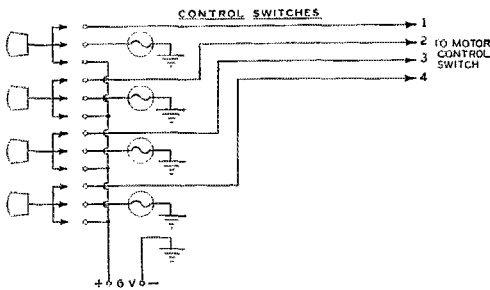 CONTROL SWITCHES
1
2 TO MOTOR
CONTROL
3 SWITCH
4
+ 6 V -